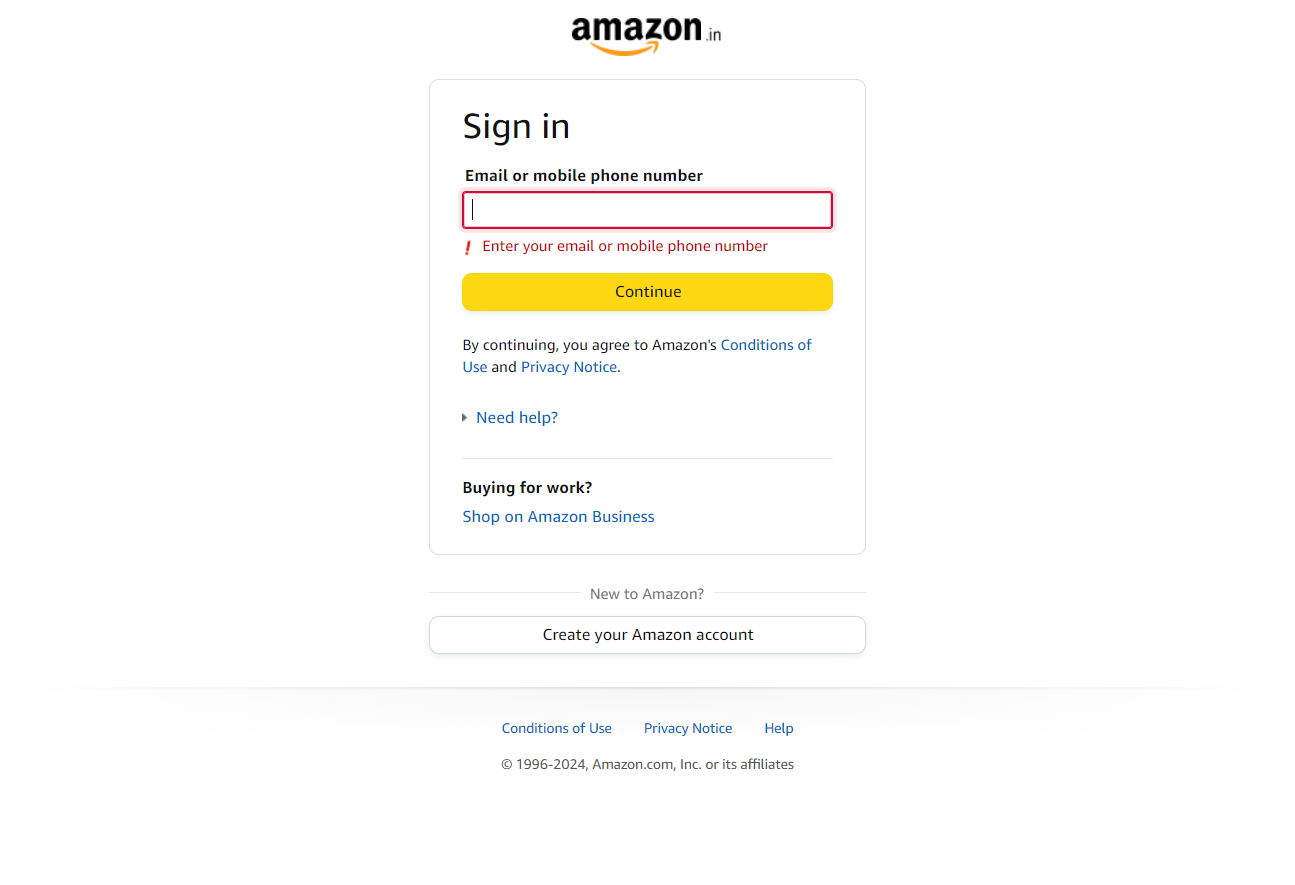 amazon.in
Sign in
Email or mobile phone number
! Enter your email or mobile phone number
Continue
By continuing, you agree to Amazon's Conditions of
Use and Privacy Notice.
Need help?
Buying for work?
Shop on Amazon Business
New to Amazon?
Create your Amazon account
Conditions of Use Privacy Notice Help
© 1996-2024, Amazon.com, Inc. or its affiliates